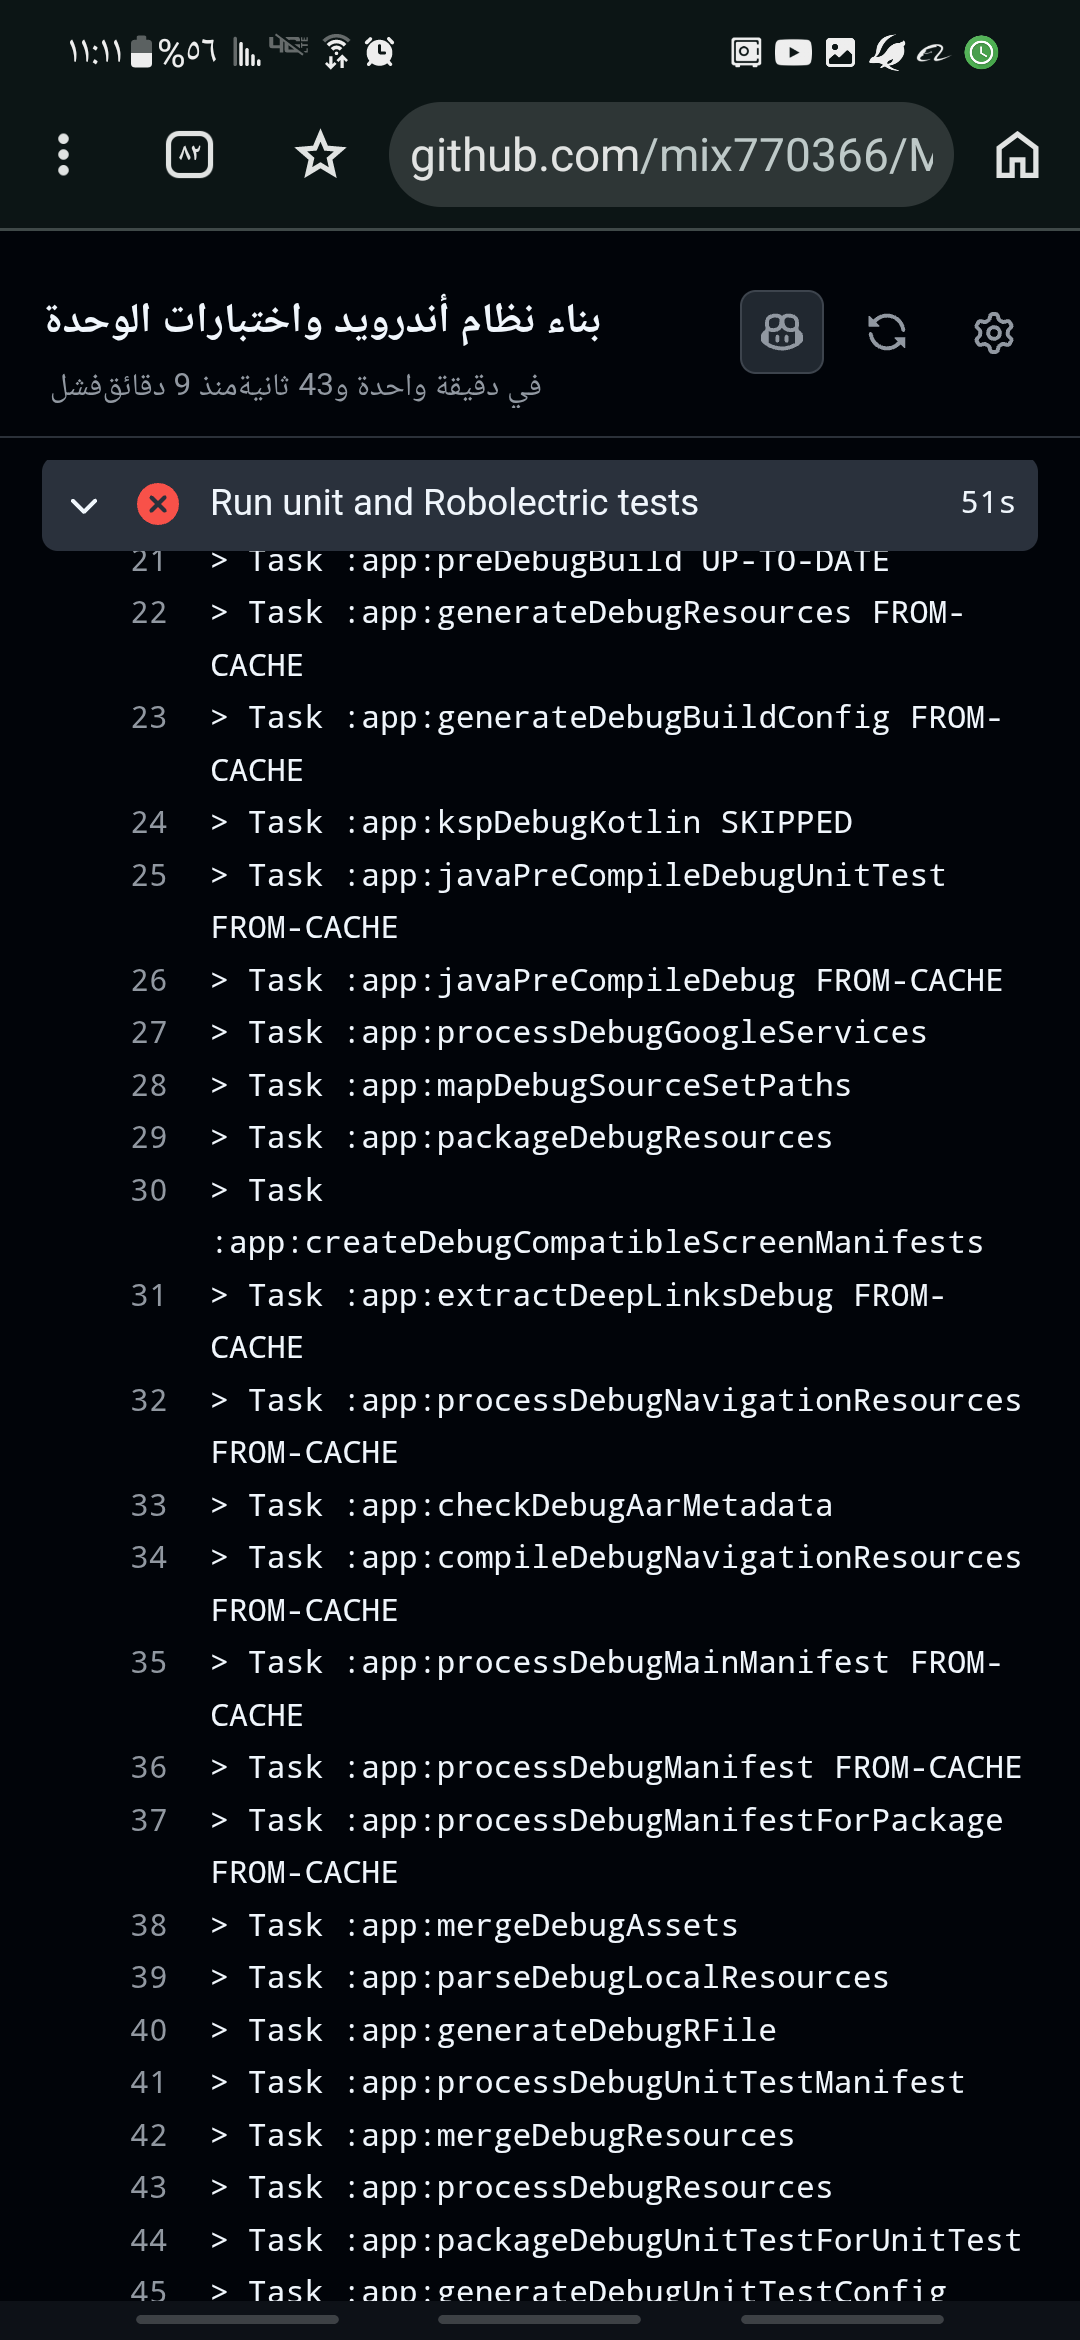 ١١:١١ %٥٦
٨٢
github.com/mix770366/M
بناء نظام أندرويد واختبارات الوحدة
فشل منذ 9 دقائق في دقيقة واحدة و43 ثانية
Run unit and Robolectric tests 51s
21 > Task :app:preDebugBuild UP-TO-DATE
22 > Task :app:generateDebugResources FROM-
CACHE
23 > Task :app:generateDebugBuildConfig FROM-
CACHE
24 > Task :app:kspDebugKotlin SKIPPED
25 > Task :app:javaPreCompileDebugUnitTest
FROM-CACHE
26 > Task :app:javaPreCompileDebug FROM-CACHE
27 > Task :app:processDebugGoogleServices
28 > Task :app:mapDebugSourceSetPaths
29 > Task :app:packageDebugResources
30 > Task
:app:createDebugCompatibleScreenManifests
31 > Task :app:extractDeepLinksDebug FROM-
CACHE
32 > Task :app:processDebugNavigationResources
FROM-CACHE
33 > Task :app:checkDebugAarMetadata
34 > Task :app:compileDebugNavigationResources
FROM-CACHE
35 > Task :app:processDebugMainManifest FROM-
CACHE
36 > Task :app:processDebugManifest FROM-CACHE
37 > Task :app:processDebugManifestForPackage
FROM-CACHE
38 > Task :app:mergeDebugAssets
39 > Task :app:parseDebugLocalResources
40 > Task :app:generateDebugRFile
41 > Task :app:processDebugUnitTestManifest
42 > Task :app:mergeDebugResources
43 > Task :app:processDebugResources
44 > Task :app:packageDebugUnitTestForUnitTest
45 > Task :app:generateDebugUnitTestConfig